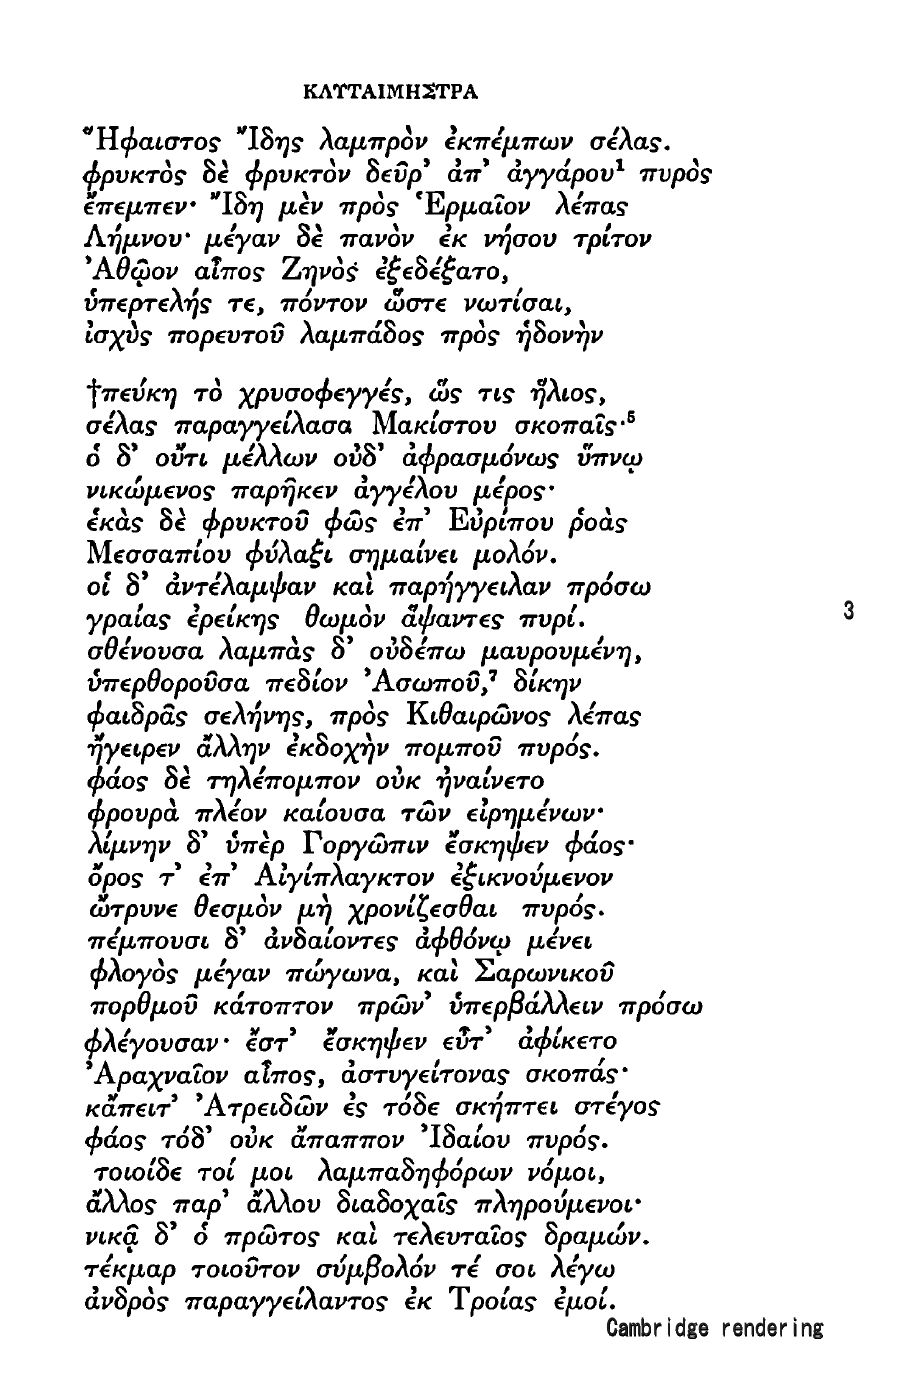 ΚΛΥΤΑΙΜΗΣΤΡΑ
Ἥφαιστος Ἴδης λαμπρὸν ἐκπέμπων σέλας.
φρυκτὸς δὲ φρυκτὸν δεῦρ’ ἀπ’ ἀγγάρου¹ πυρὸς
ἔπεμπεν· Ἴδη μὲν πρὸς Ἑρμαῖον λέπας
Λήμνου· μέγαν δὲ πανὸν ἐκ νήσου τρίτον
Ἀθῷον αἶπος Ζηνὸς ἐξεδέξατο,
ὑπερτελής τε, πόντον ὥστε νωτίσαι,
ἰσχὺς πορευτοῦ λαμπάδος πρὸς ἡδονὴν
†πεύκη τὸ χρυσοφεγγές, ὥς τις ἥλιος,
σέλας παραγγείλασα Μακίστου σκοπαῖς·⁵
ὁ δ’ οὔτι μέλλων οὐδ’ ἀφρασμόνως ὕπνῳ
νικώμενος παρῆκεν ἀγγέλου μέρος·
ἑκὰς δὲ φρυκτοῦ φῶς ἐπ’ Εὐρίπου ῥοὰς
Μεσσαπίου φύλαξι σημαίνει μολόν.
οἱ δ’ ἀντέλαμψαν καὶ παρήγγειλαν πρόσω
γραίας ἐρείκης θωμὸν ἅψαντες πυρί.
3
σθένουσα λαμπὰς δ’ οὐδέπω μαυρουμένη,
ὑπερθοροῦσα πεδίον Ἀσωποῦ,⁷ δίκην
φαιδρᾶς σελήνης, πρὸς Κιθαιρῶνος λέπας
ἤγειρεν ἄλλην ἐκδοχὴν πομποῦ πυρός.
φάος δὲ τηλέπομπον οὐκ ἠναίνετο
φρουρὰ πλέον καίουσα τῶν εἰρημένων·
λίμνην δ’ ὑπὲρ Γοργῶπιν ἔσκηψεν φάος·
ὄρος τ’ ἐπ’ Αἰγίπλαγκτον ἐξικνούμενον
ὤτρυνε θεσμὸν μὴ χρονίζεσθαι πυρός.
πέμπουσι δ’ ἀνδαίοντες ἀφθόνῳ μένει
φλογὸς μέγαν πώγωνα, καὶ Σαρωνικοῦ
πορθμοῦ κάτοπτον πρῶν’ ὑπερβάλλειν πρόσω
φλέγουσαν· ἔστ’ ἔσκηψεν εὖτ’ ἀφίκετο
Ἀραχναῖον αἶπος, ἀστυγείτονας σκοπάς·
κἄπειτ’ Ἀτρειδῶν ἐς τόδε σκήπτει στέγος
φάος τόδ’ οὐκ ἄπαππον Ἰδαίου πυρός.
τοιοίδε τοί μοι λαμπαδηφόρων νόμοι,
ἄλλος παρ’ ἄλλου διαδοχαῖς πληρούμενοι·
νικᾷ δ’ ὁ πρῶτος καὶ τελευταῖος δραμών.
τέκμαρ τοιοῦτον σύμβολόν τέ σοι λέγω
ἀνδρὸς παραγγείλαντος ἐκ Τροίας ἐμοί.
Cambridge rendering